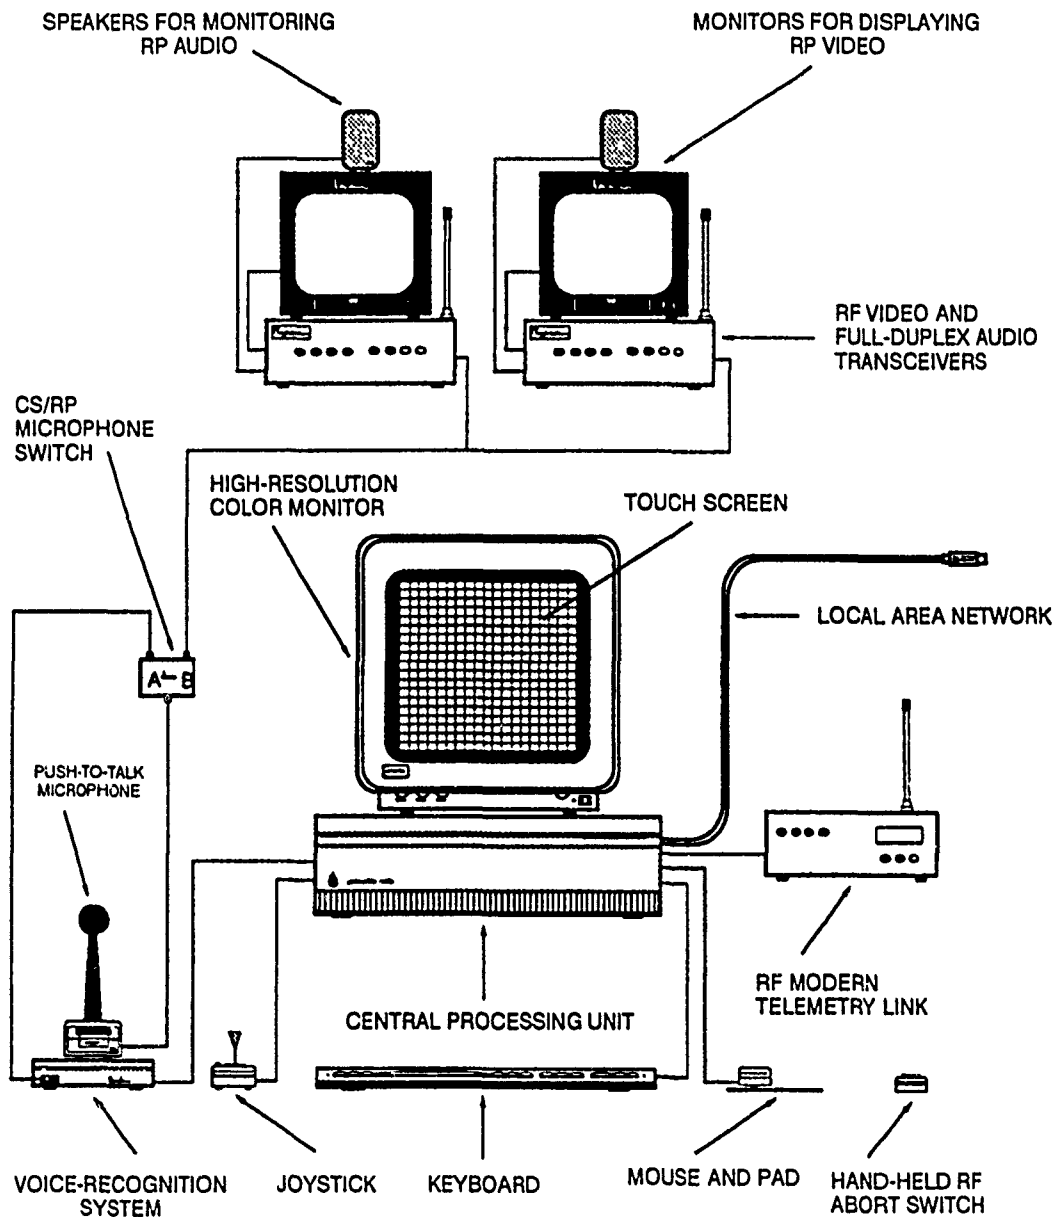 SPEAKERS FOR MONITORING
RP AUDIO
MONITORS FOR DISPLAYING
RP VIDEO
RF VIDEO AND
FULL-DUPLEX AUDIO
TRANSCEIVERS
CS/RP
MICROPHONE
SWITCH
HIGH-RESOLUTION
COLOR MONITOR
TOUCH SCREEN
LOCAL AREA NETWORK
A B
PUSH-TO-TALK
MICROPHONE
RF MODERN
TELEMETRY LINK
CENTRAL PROCESSING UNIT
VOICE-RECOGNITION
SYSTEM
JOYSTICK
KEYBOARD
MOUSE AND PAD
HAND-HELD RF
ABORT SWITCH